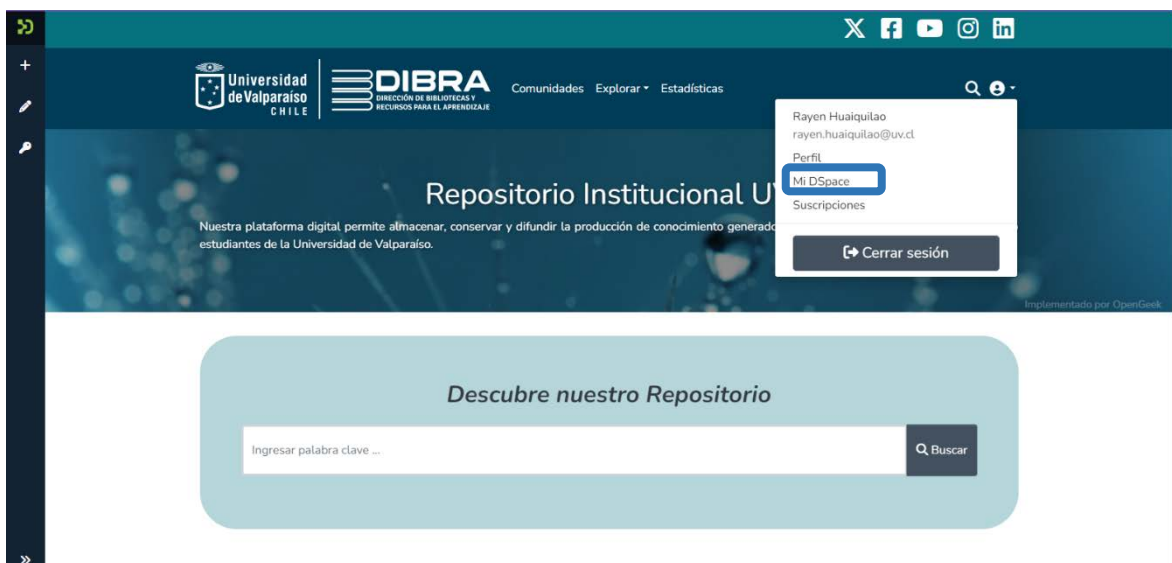 Universidad
de Valparaíso
CHILE
DIBRA
DIRECCIÓN DE BIBLIOTECAS Y
RECURSOS PARA EL APRENDIZAJE
Comunidades Explorar Estadísticas
Rayen Huaiquilao
rayen.huaiquilao@uv.cl
Perfil
Mi DSpace
Suscripciones
Cerrar sesión
Repositorio Institucional U
Nuestra plataforma digital permite almacenar, conservar y difundir la producción de conocimiento generado
estudiantes de la Universidad de Valparaíso.
Implementado por OpenGeek
Descubre nuestro Repositorio
Ingresar palabra clave ...
Buscar